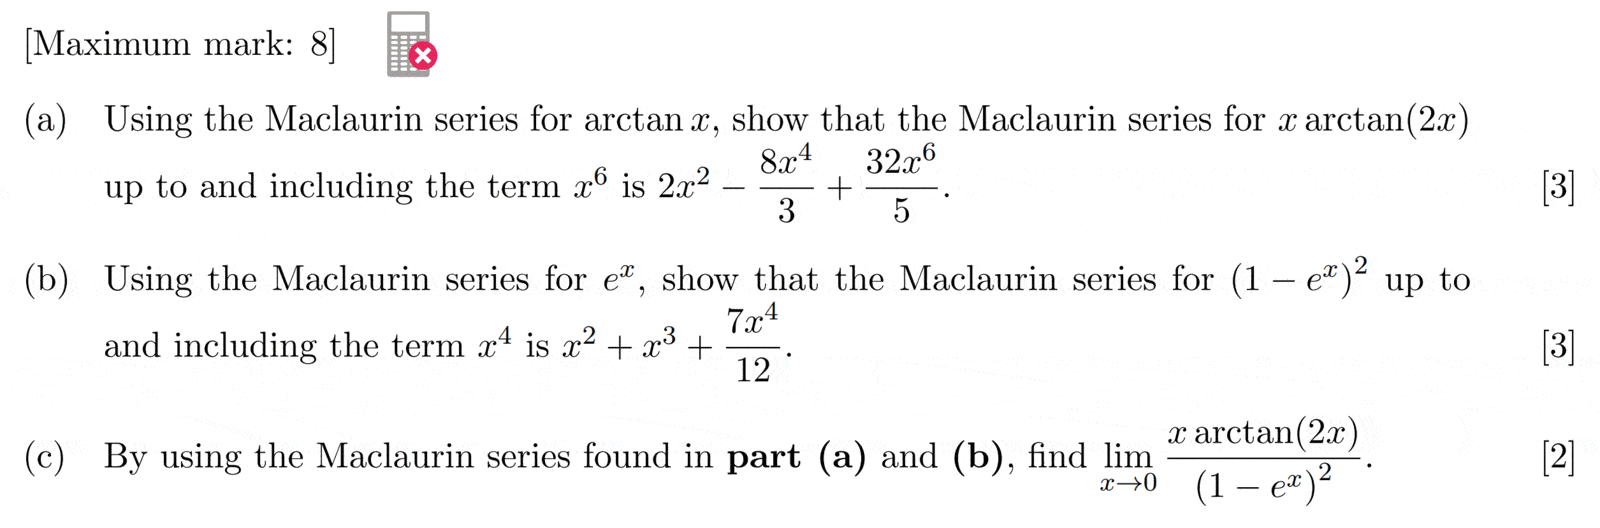 [Maximum mark: 8]
(a) Using the Maclaurin series for arctan x, show that the Maclaurin series for x arctan(2x)
up to and including the term x^6 is 2x^2 − 8x^4/3 + 32x^6/5. [3]
(b) Using the Maclaurin series for e^x, show that the Maclaurin series for (1 − e^x)^2 up to
and including the term x^4 is x^2 + x^3 + 7x^4/12. [3]
(c) By using the Maclaurin series found in part (a) and (b), find lim x→0 x arctan(2x)/(1 − e^x)^2. [2]